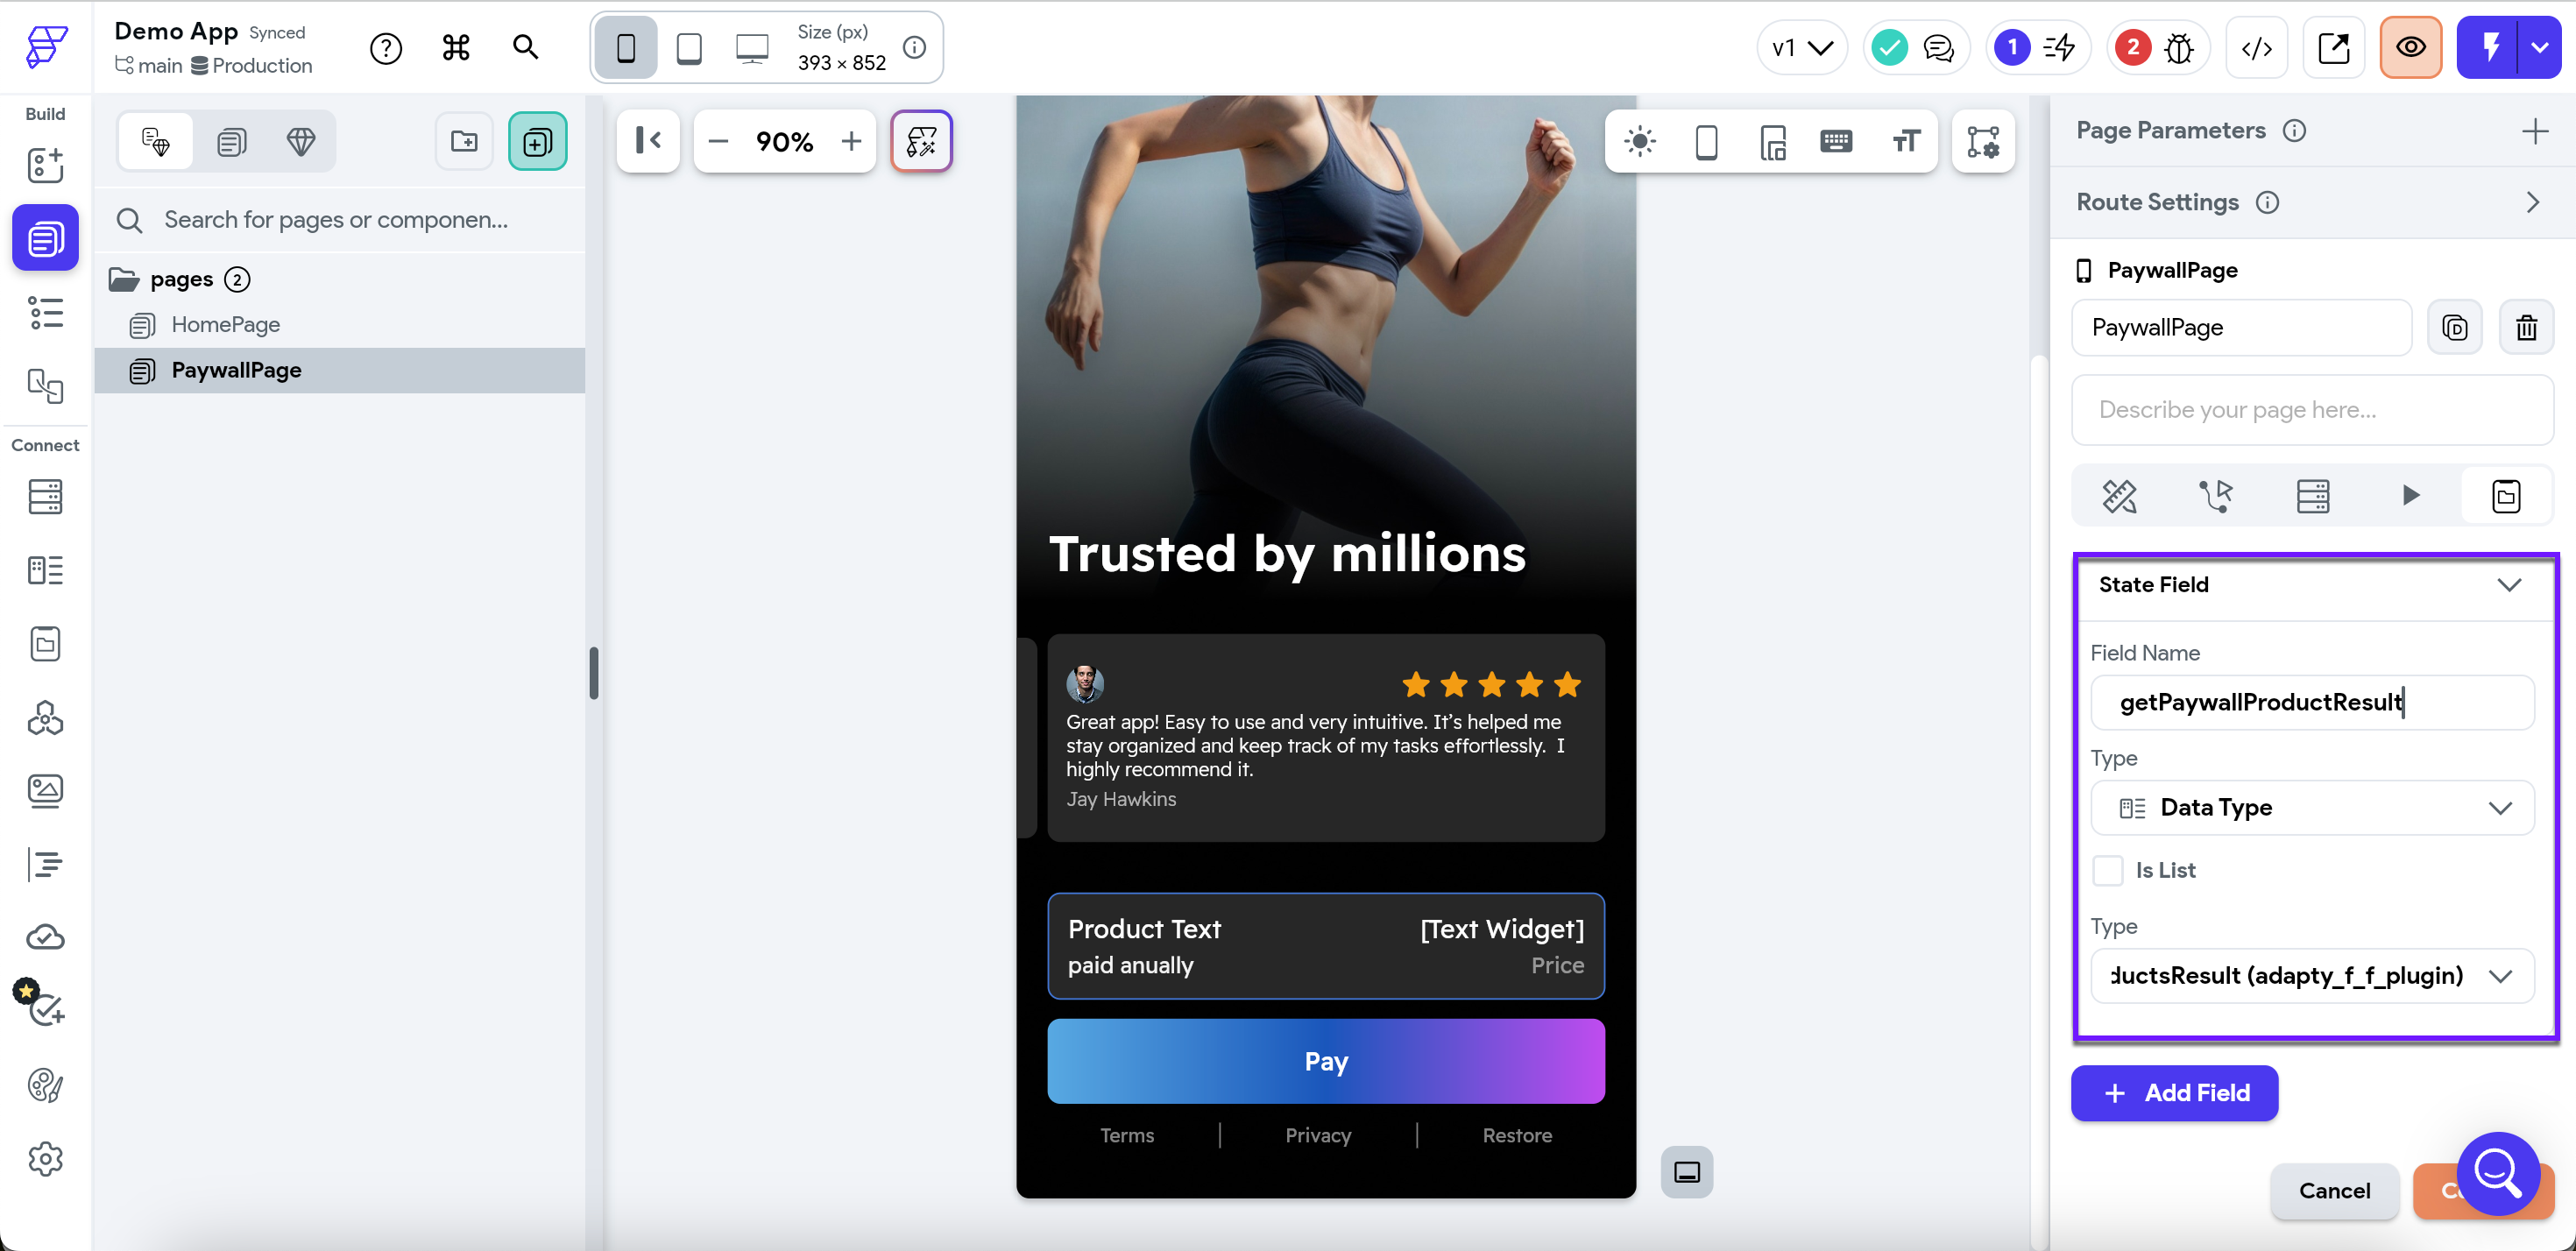 Demo App Synced
main Production
Size (px)
393 × 852
v1
1
2
Build
Connect
Search for pages or componen...
pages 2
HomePage
PaywallPage
90%
Trusted by millions
Great app! Easy to use and very intuitive. It's helped me
stay organized and keep track of my tasks effortlessly. I
highly recommend it.
Jay Hawkins
Product Text [Text Widget]
paid anually Price
Pay
Terms | Privacy | Restore
Page Parameters
Route Settings
PaywallPage
PaywallPage
Describe your page here...
State Field
Field Name
getPaywallProductResult
Type
Data Type
Is List
Type
ductsResult (adapty_f_f_plugin)
+ Add Field
Cancel